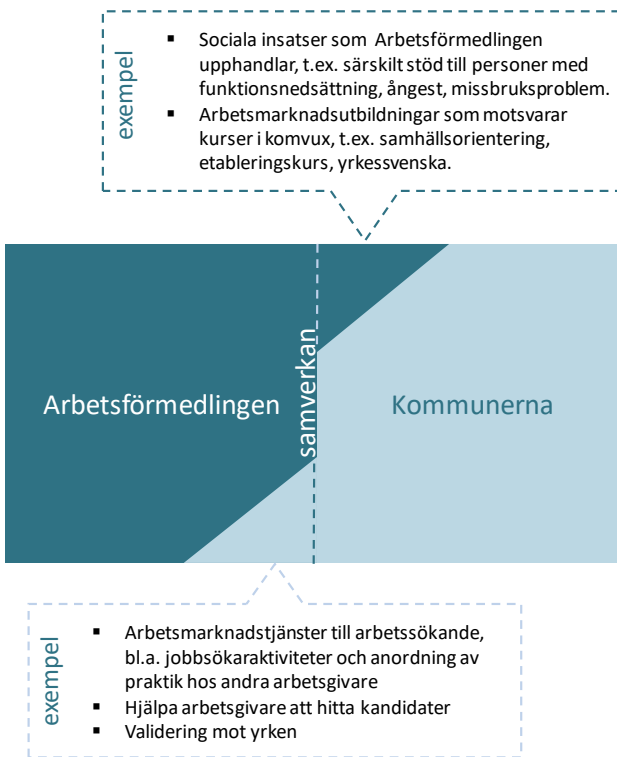 exempel
▪ Sociala insatser som Arbetsförmedlingen
upphandlar, t.ex. särskilt stöd till personer med
funktionsnedsättning, ångest, missbruksproblem.
▪ Arbetsmarknadsutbildningar som motsvarar
kurser i komvux, t.ex. samhällsorientering,
etableringskurs, yrkessvenska.
Arbetsförmedlingen
samverkan
Kommunerna
exempel
▪ Arbetsmarknadstjänster till arbetssökande,
bl.a. jobbsökaraktiviteter och anordning av
praktik hos andra arbetsgivare
▪ Hjälpa arbetsgivare att hitta kandidater
▪ Validering mot yrken